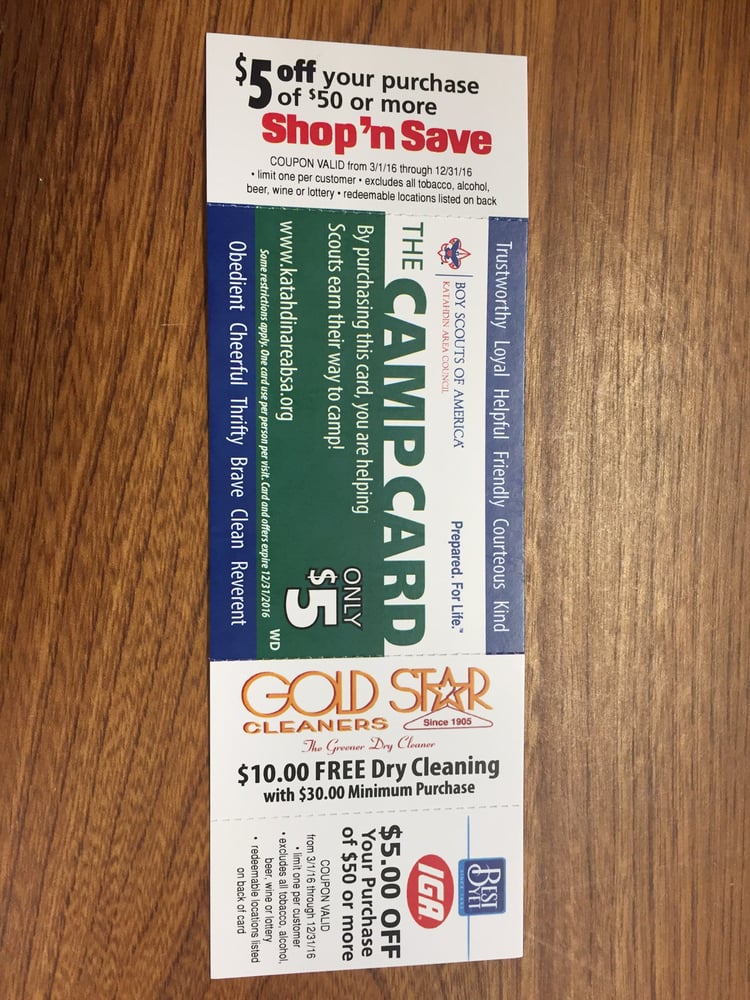 $5 off your purchase
of $50 or more
Shop 'n Save
COUPON VALID from 3/1/16 through 12/31/16
• limit one per customer • excludes all tobacco, alcohol,
beer, wine or lottery • redeemable locations listed on back
Trustworthy Loyal Helpful Friendly Courteous Kind
BOY SCOUTS OF AMERICA®
KATAHDIN AREA COUNCIL
Prepared. For Life.™
THE CAMP CARD
By purchasing this card, you are helping
Scouts earn their way to camp!
ONLY
$5
www.katahdinareabsa.org
Some restrictions apply. One card use per person per visit. Card and offers expire 12/31/2016
WD
Obedient Cheerful Thrifty Brave Clean Reverent
GOLD STAR
CLEANERS
Since 1905
The Greener Dry Cleaner
$10.00 FREE Dry Cleaning
with $30.00 Minimum Purchase
BEST
YET
IGA
$5.00 OFF
Your Purchase
of $50 or more
COUPON VALID
from 3/1/16 through 12/31/16
• limit one per customer
• excludes all tobacco, alcohol,
beer, wine or lottery
• redeemable locations listed
on back of card